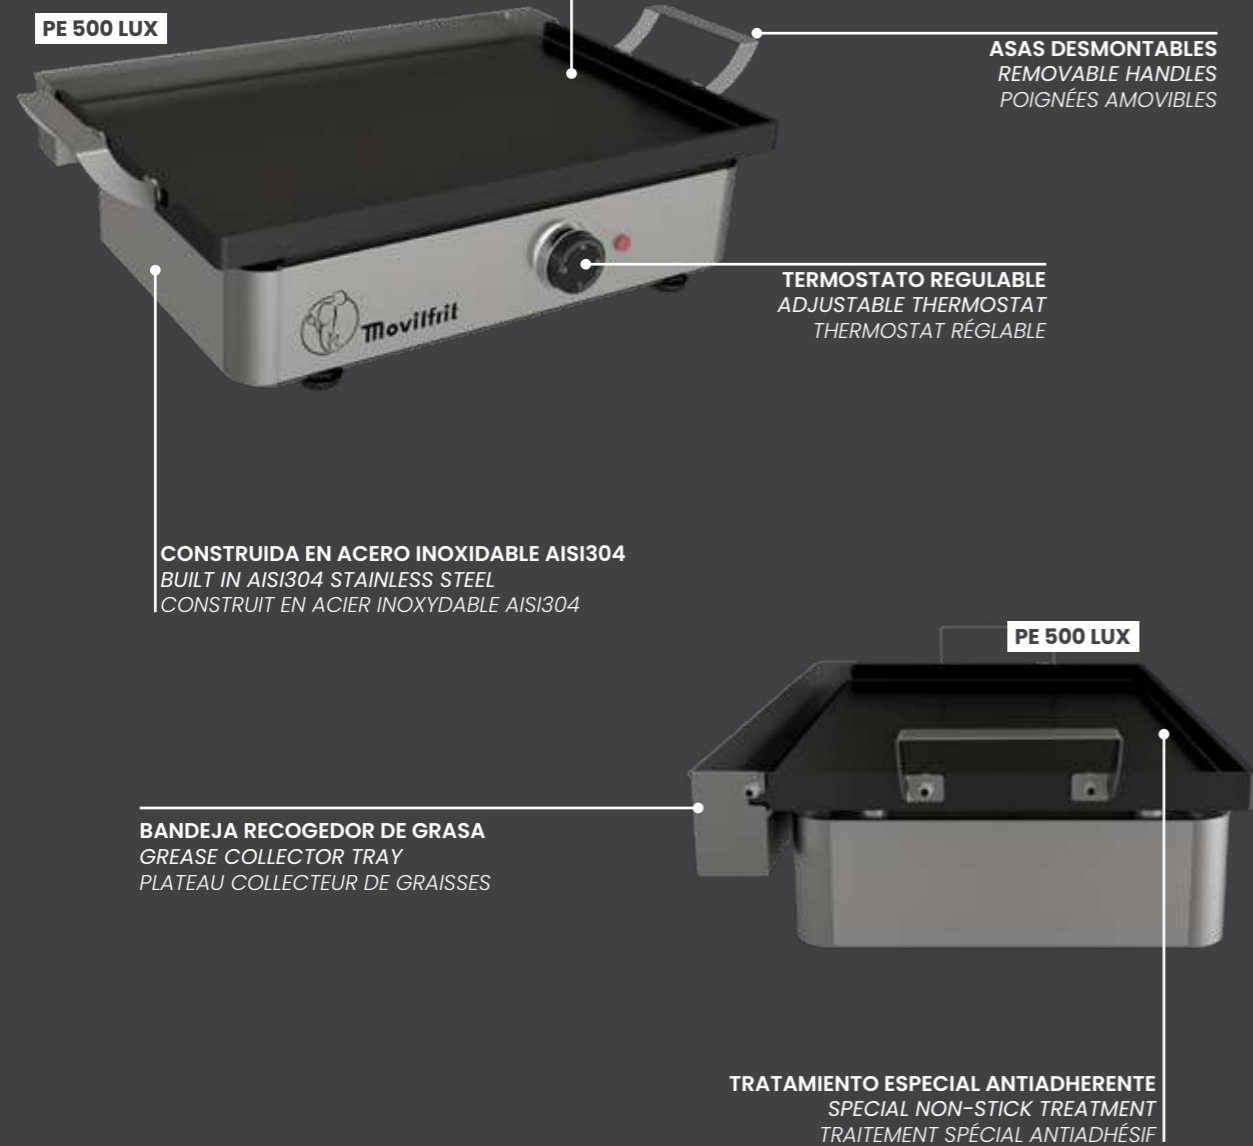 PE 500 LUX
ASAS DESMONTABLES
REMOVABLE HANDLES
POIGNÉES AMOVIBLES
TERMOSTATO REGULABLE
ADJUSTABLE THERMOSTAT
THERMOSTAT RÉGLABLE
Movilfrit
CONSTRUIDA EN ACERO INOXIDABLE AISI304
BUILT IN AISI304 STAINLESS STEEL
CONSTRUIT EN ACIER INOXYDABLE AISI304
PE 500 LUX
BANDEJA RECOGEDOR DE GRASA
GREASE COLLECTOR TRAY
PLATEAU COLLECTEUR DE GRAISSES
TRATAMIENTO ESPECIAL ANTIADHERENTE
SPECIAL NON-STICK TREATMENT
TRAITEMENT SPÉCIAL ANTIADHÉSIF